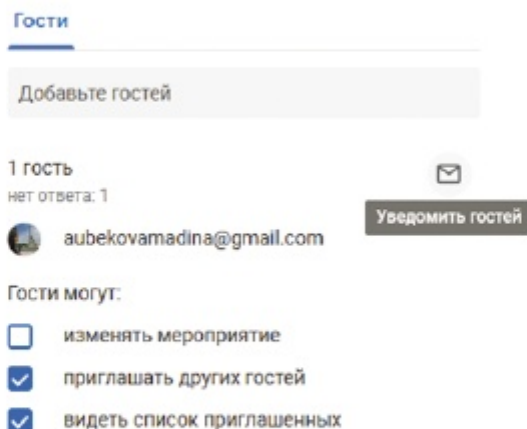 Гости
Добавьте гостей
1 гость
нет ответа: 1
Уведомить гостей
aubekovamadina@gmail.com
Гости могут:
изменять мероприятие
приглашать других гостей
видеть список приглашенных